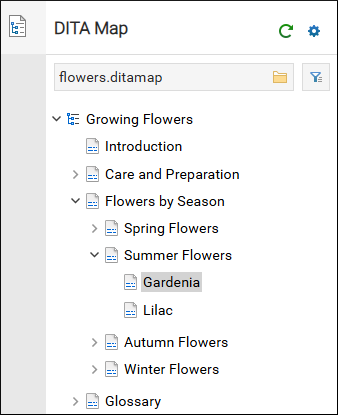 DITA Map
flowers.ditamap
Growing Flowers
Introduction
Care and Preparation
Flowers by Season
Spring Flowers
Summer Flowers
Gardenia
Lilac
Autumn Flowers
Winter Flowers
Glossary